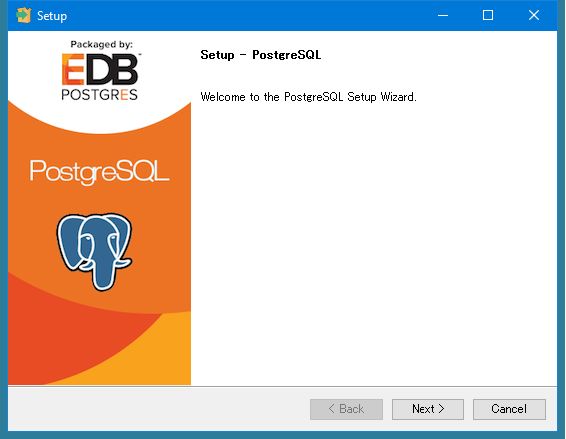 Setup
Packaged by:
EDB
POSTGRES
PostgreSQL
Setup - PostgreSQL
Welcome to the PostgreSQL Setup Wizard.
< Back
Next >
Cancel